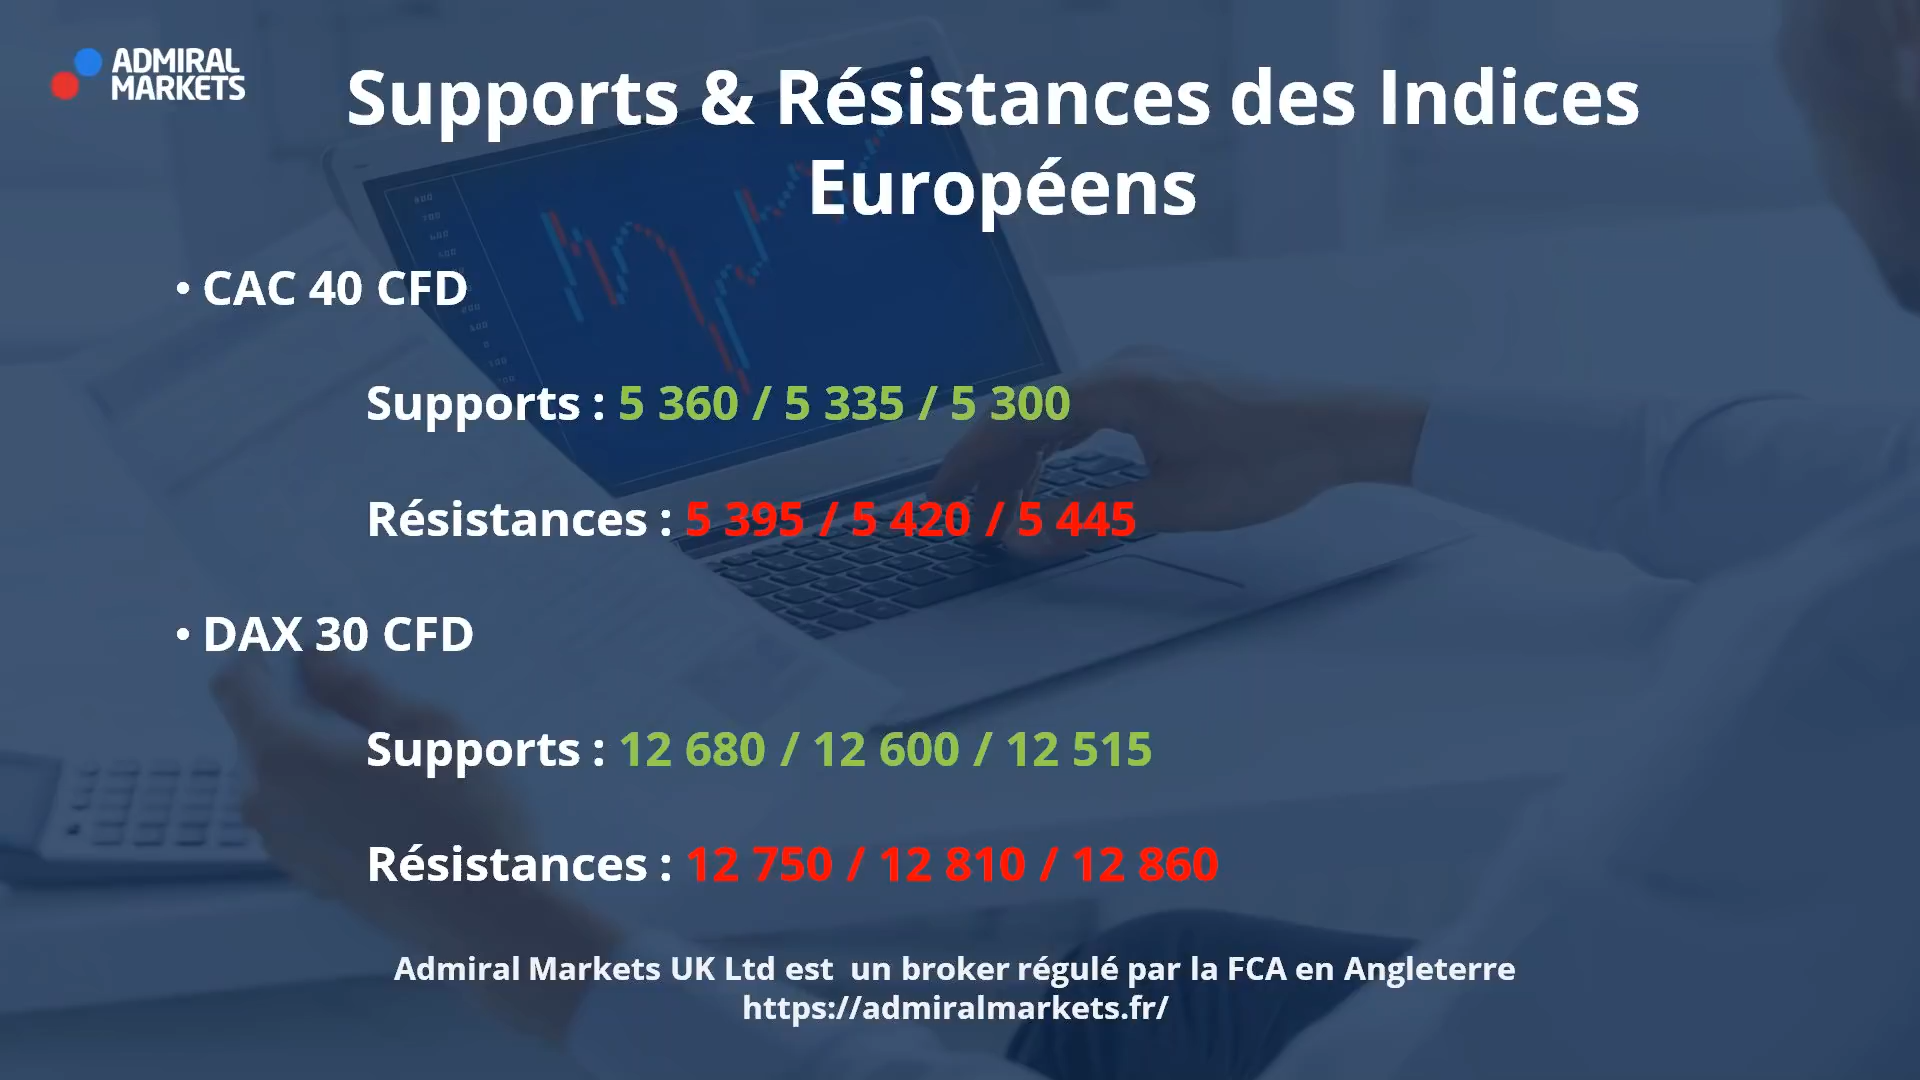 ADMIRAL
MARKETS
Supports & Résistances des Indices
Européens
• CAC 40 CFD
Supports : 5 360 / 5 335 / 5 300
Résistances : 5 395 / 5 420 / 5 445
• DAX 30 CFD
Supports : 12 680 / 12 600 / 12 515
Résistances : 12 750 / 12 810 / 12 860
Admiral Markets UK Ltd est  un broker régulé par la FCA en Angleterre
https://admiralmarkets.fr/